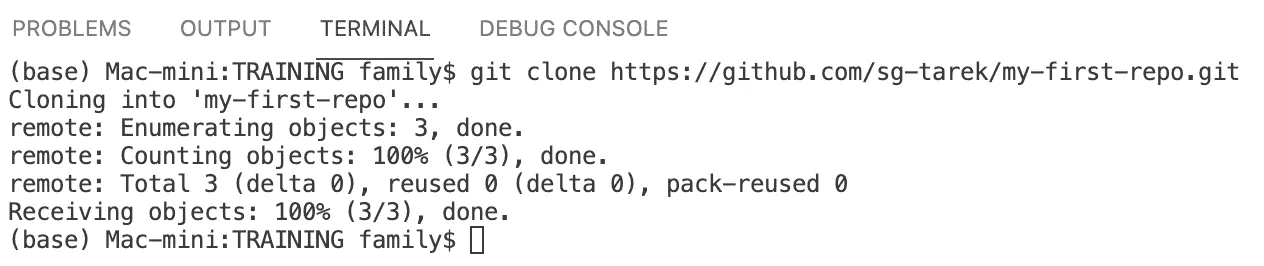 PROBLEMS OUTPUT TERMINAL DEBUG CONSOLE
(base) Mac-mini:TRAINING family$ git clone https://github.com/sg-tarek/my-first-repo.git
Cloning into 'my-first-repo'...
remote: Enumerating objects: 3, done.
remote: Counting objects: 100% (3/3), done.
remote: Total 3 (delta 0), reused 0 (delta 0), pack-reused 0
Receiving objects: 100% (3/3), done.
(base) Mac-mini:TRAINING family$